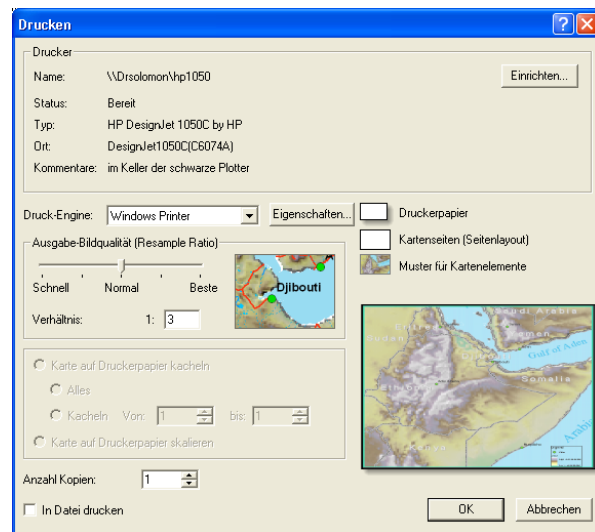 Drucken
Drucker
Name: \\Drsolomon\hp1050
Einrichten...
Status: Bereit
Typ: HP DesignJet 1050C by HP
Ort: DesignJet1050C(C6074A)
Kommentare: im Keller der schwarze Plotter
Druck-Engine: Windows Printer
Eigenschaften...
Druckerpapier
Kartenseiten (Seitenlayout)
Muster für Kartenelemente
Ausgabe-Bildqualität (Resample Ratio)
Schnell Normal Beste
Verhältnis: 1: 3
Djibouti
Karte auf Druckerpapier kacheln
Alles
Kacheln Von: 1 bis: 1
Karte auf Druckerpapier skalieren
Saudi Arabia
Yemen
Gulf of Aden
Somalia
Anzahl Kopien: 1
In Datei drucken
OK
Abbrechen